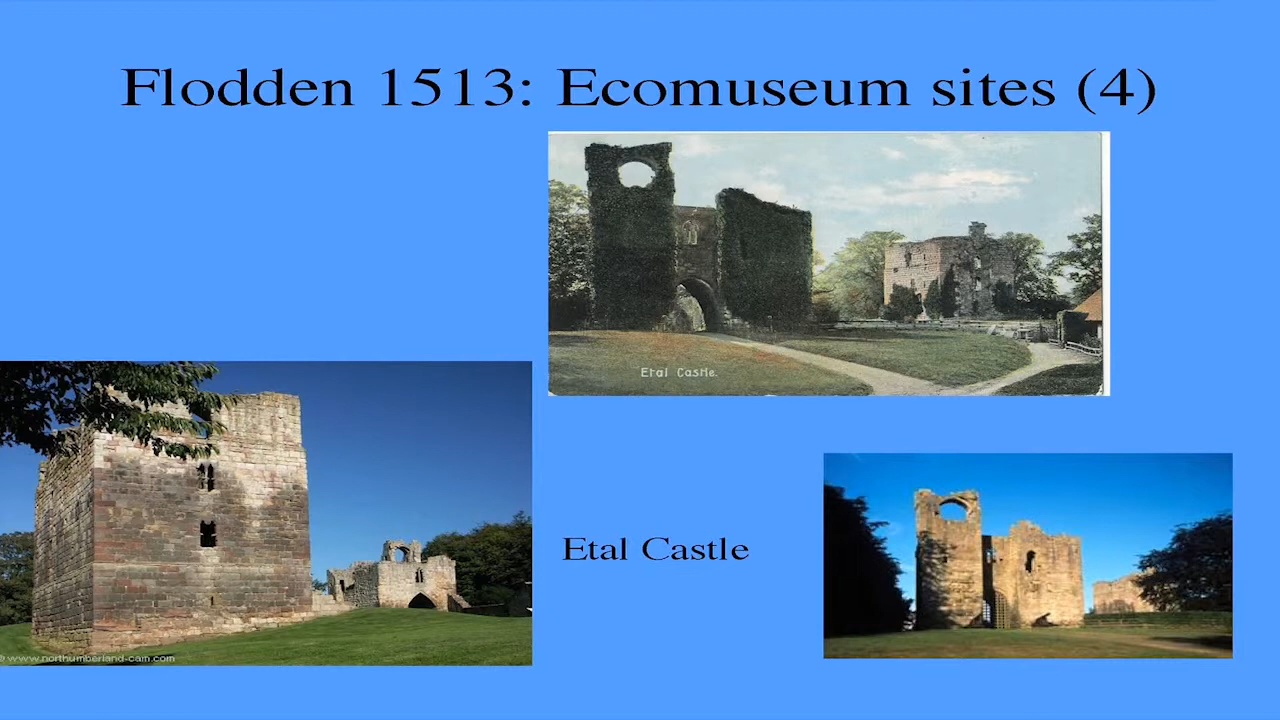 Flodden 1513: Ecomuseum sites (4)
Etal Castle.
Etal Castle
© www.northumberland-cam.com